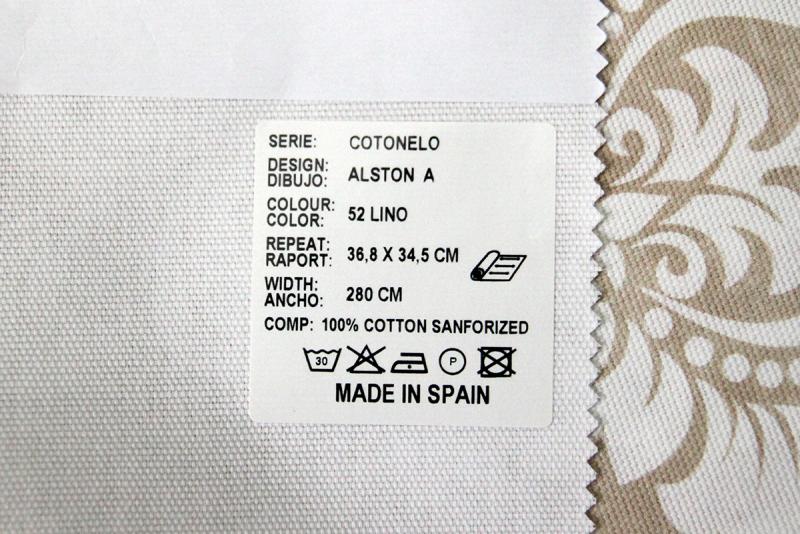 SERIE: COTONELO
DESIGN:
DIBUJO: ALSTON A
COLOUR:
COLOR: 52 LINO
REPEAT:
RAPORT: 36,8 X 34,5 CM
WIDTH:
ANCHO: 280 CM
COMP: 100% COTTON SANFORIZED
30 P
MADE IN SPAIN